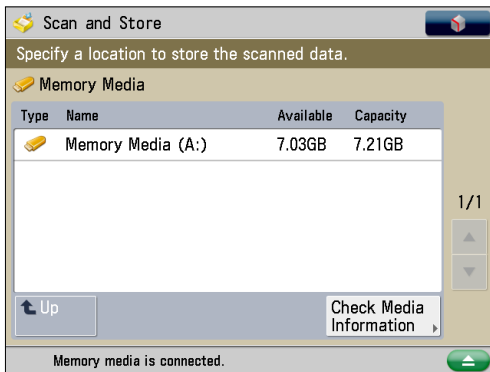 Scan and Store
Specify a location to store the scanned data.
Memory Media
Type Name Available Capacity
Memory Media (A:) 7.03GB 7.21GB
1/1
Up
Check Media
Information
Memory media is connected.